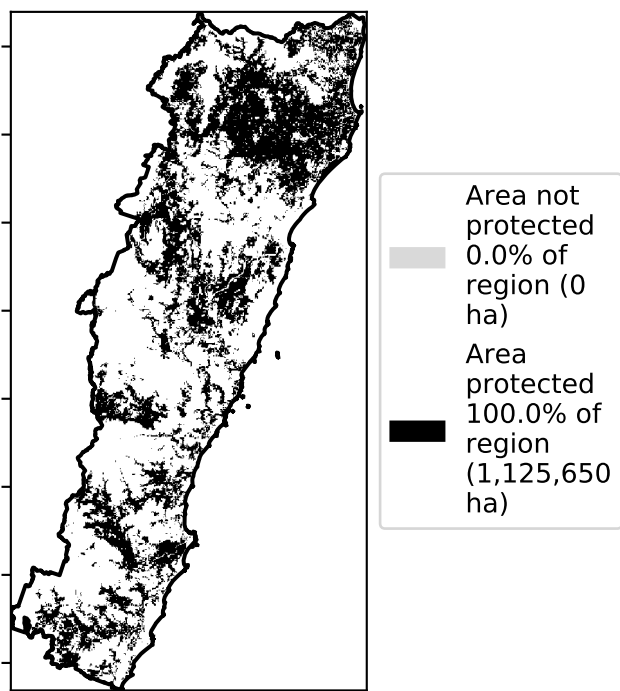 Area not
protected
0.0% of
region (0
ha)
Area
protected
100.0% of
region
(1,125,650
ha)